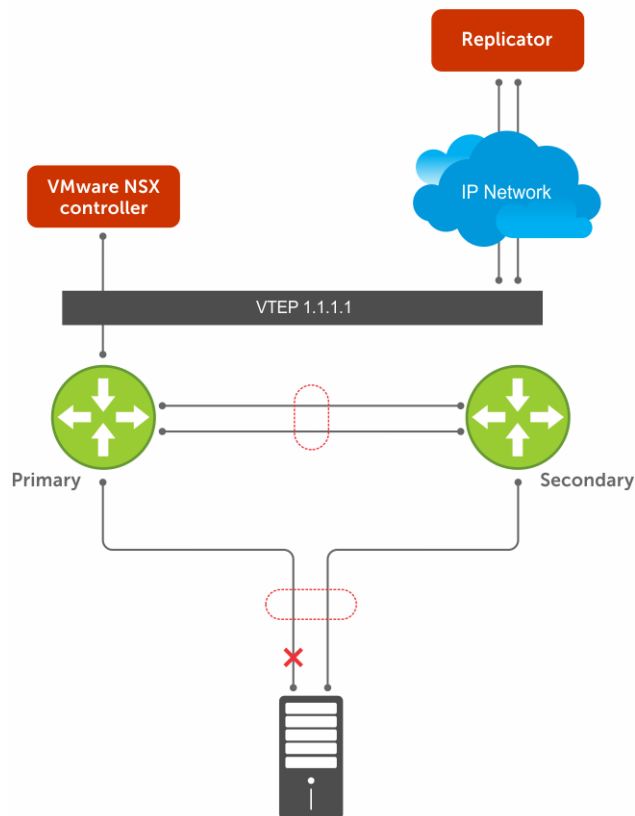 Replicator
IP Network
VMware NSX
controller
VTEP 1.1.1.1
Primary
Secondary